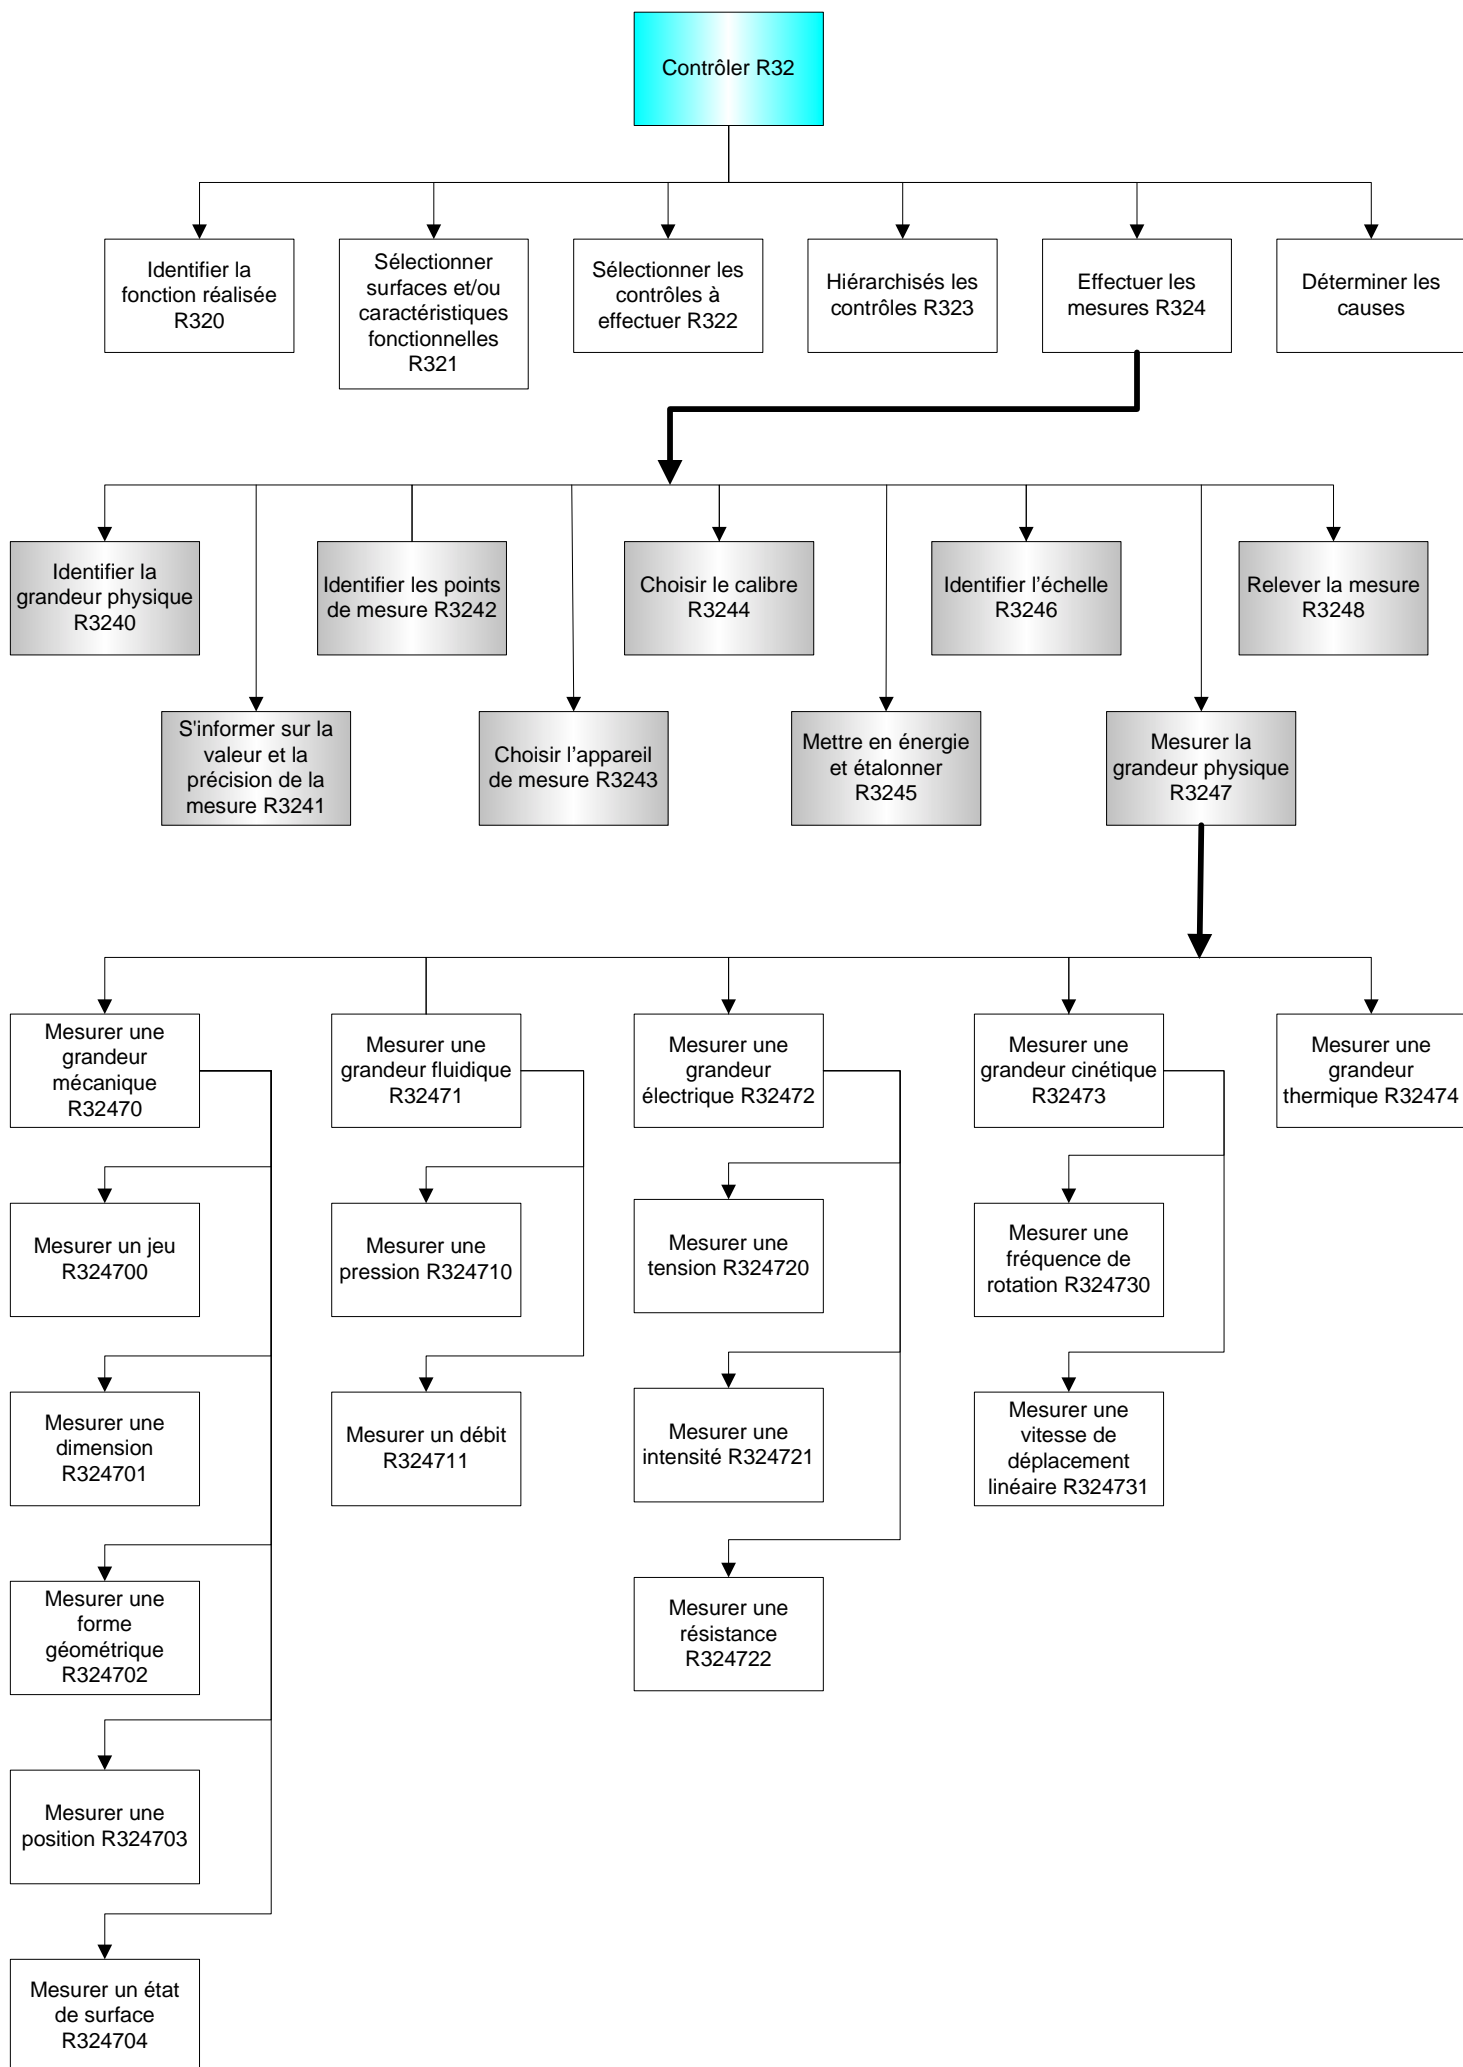 Contrôler R32
Identifier la
fonction réalisée
R320
Sélectionner
surfaces et/ou
caractéristiques
fonctionnelles
R321
Sélectionner les
contrôles à
effectuer R322
Hiérarchisés les
contrôles R323
Effectuer les
mesures R324
Déterminer les
causes
Identifier la
grandeur physique
R3240
Identifier les points
de mesure R3242
Choisir le calibre
R3244
Identifier l’échelle
R3246
Relever la mesure
R3248
S'informer sur la
valeur et la
précision de la
mesure R3241
Choisir l’appareil
de mesure R3243
Mettre en énergie
et étalonner
R3245
Mesurer la
grandeur physique
R3247
Mesurer une
grandeur
mécanique
R32470
Mesurer une
grandeur fluidique
R32471
Mesurer une
grandeur
électrique R32472
Mesurer une
grandeur cinétique
R32473
Mesurer une
grandeur
thermique R32474
Mesurer un jeu
R324700
Mesurer une
pression R324710
Mesurer une
tension R324720
Mesurer une
fréquence de
rotation R324730
Mesurer une
dimension
R324701
Mesurer un débit
R324711
Mesurer une
intensité R324721
Mesurer une
vitesse de
déplacement
linéaire R324731
Mesurer une
forme
géométrique
R324702
Mesurer une
résistance
R324722
Mesurer une
position R324703
Mesurer un état
de surface
R324704